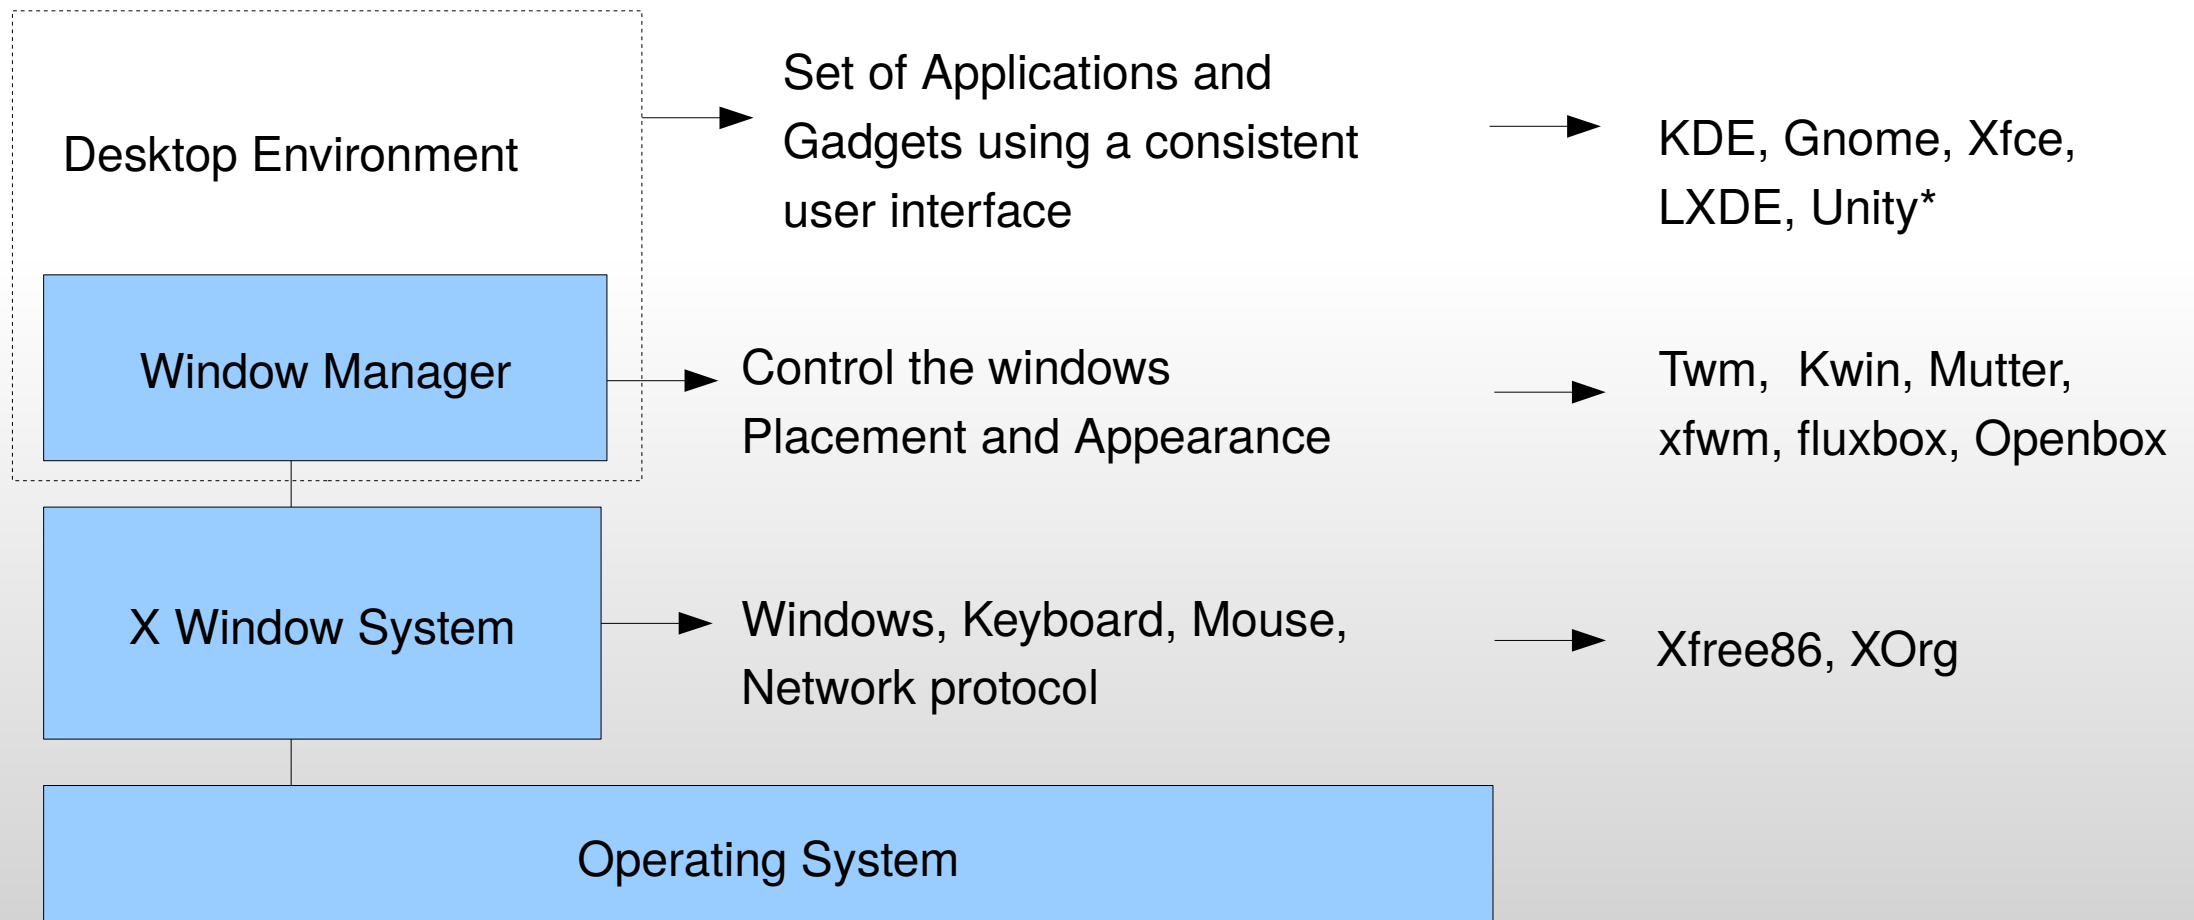 Desktop Environment
Set of Applications and
Gadgets using a consistent
user interface
KDE, Gnome, Xfce,
LXDE, Unity*
Window Manager
Control the windows
Placement and Appearance
Twm,  Kwin, Mutter,
xfwm, fluxbox, Openbox
X Window System
Windows, Keyboard, Mouse,
Network protocol
Xfree86, XOrg
Operating System